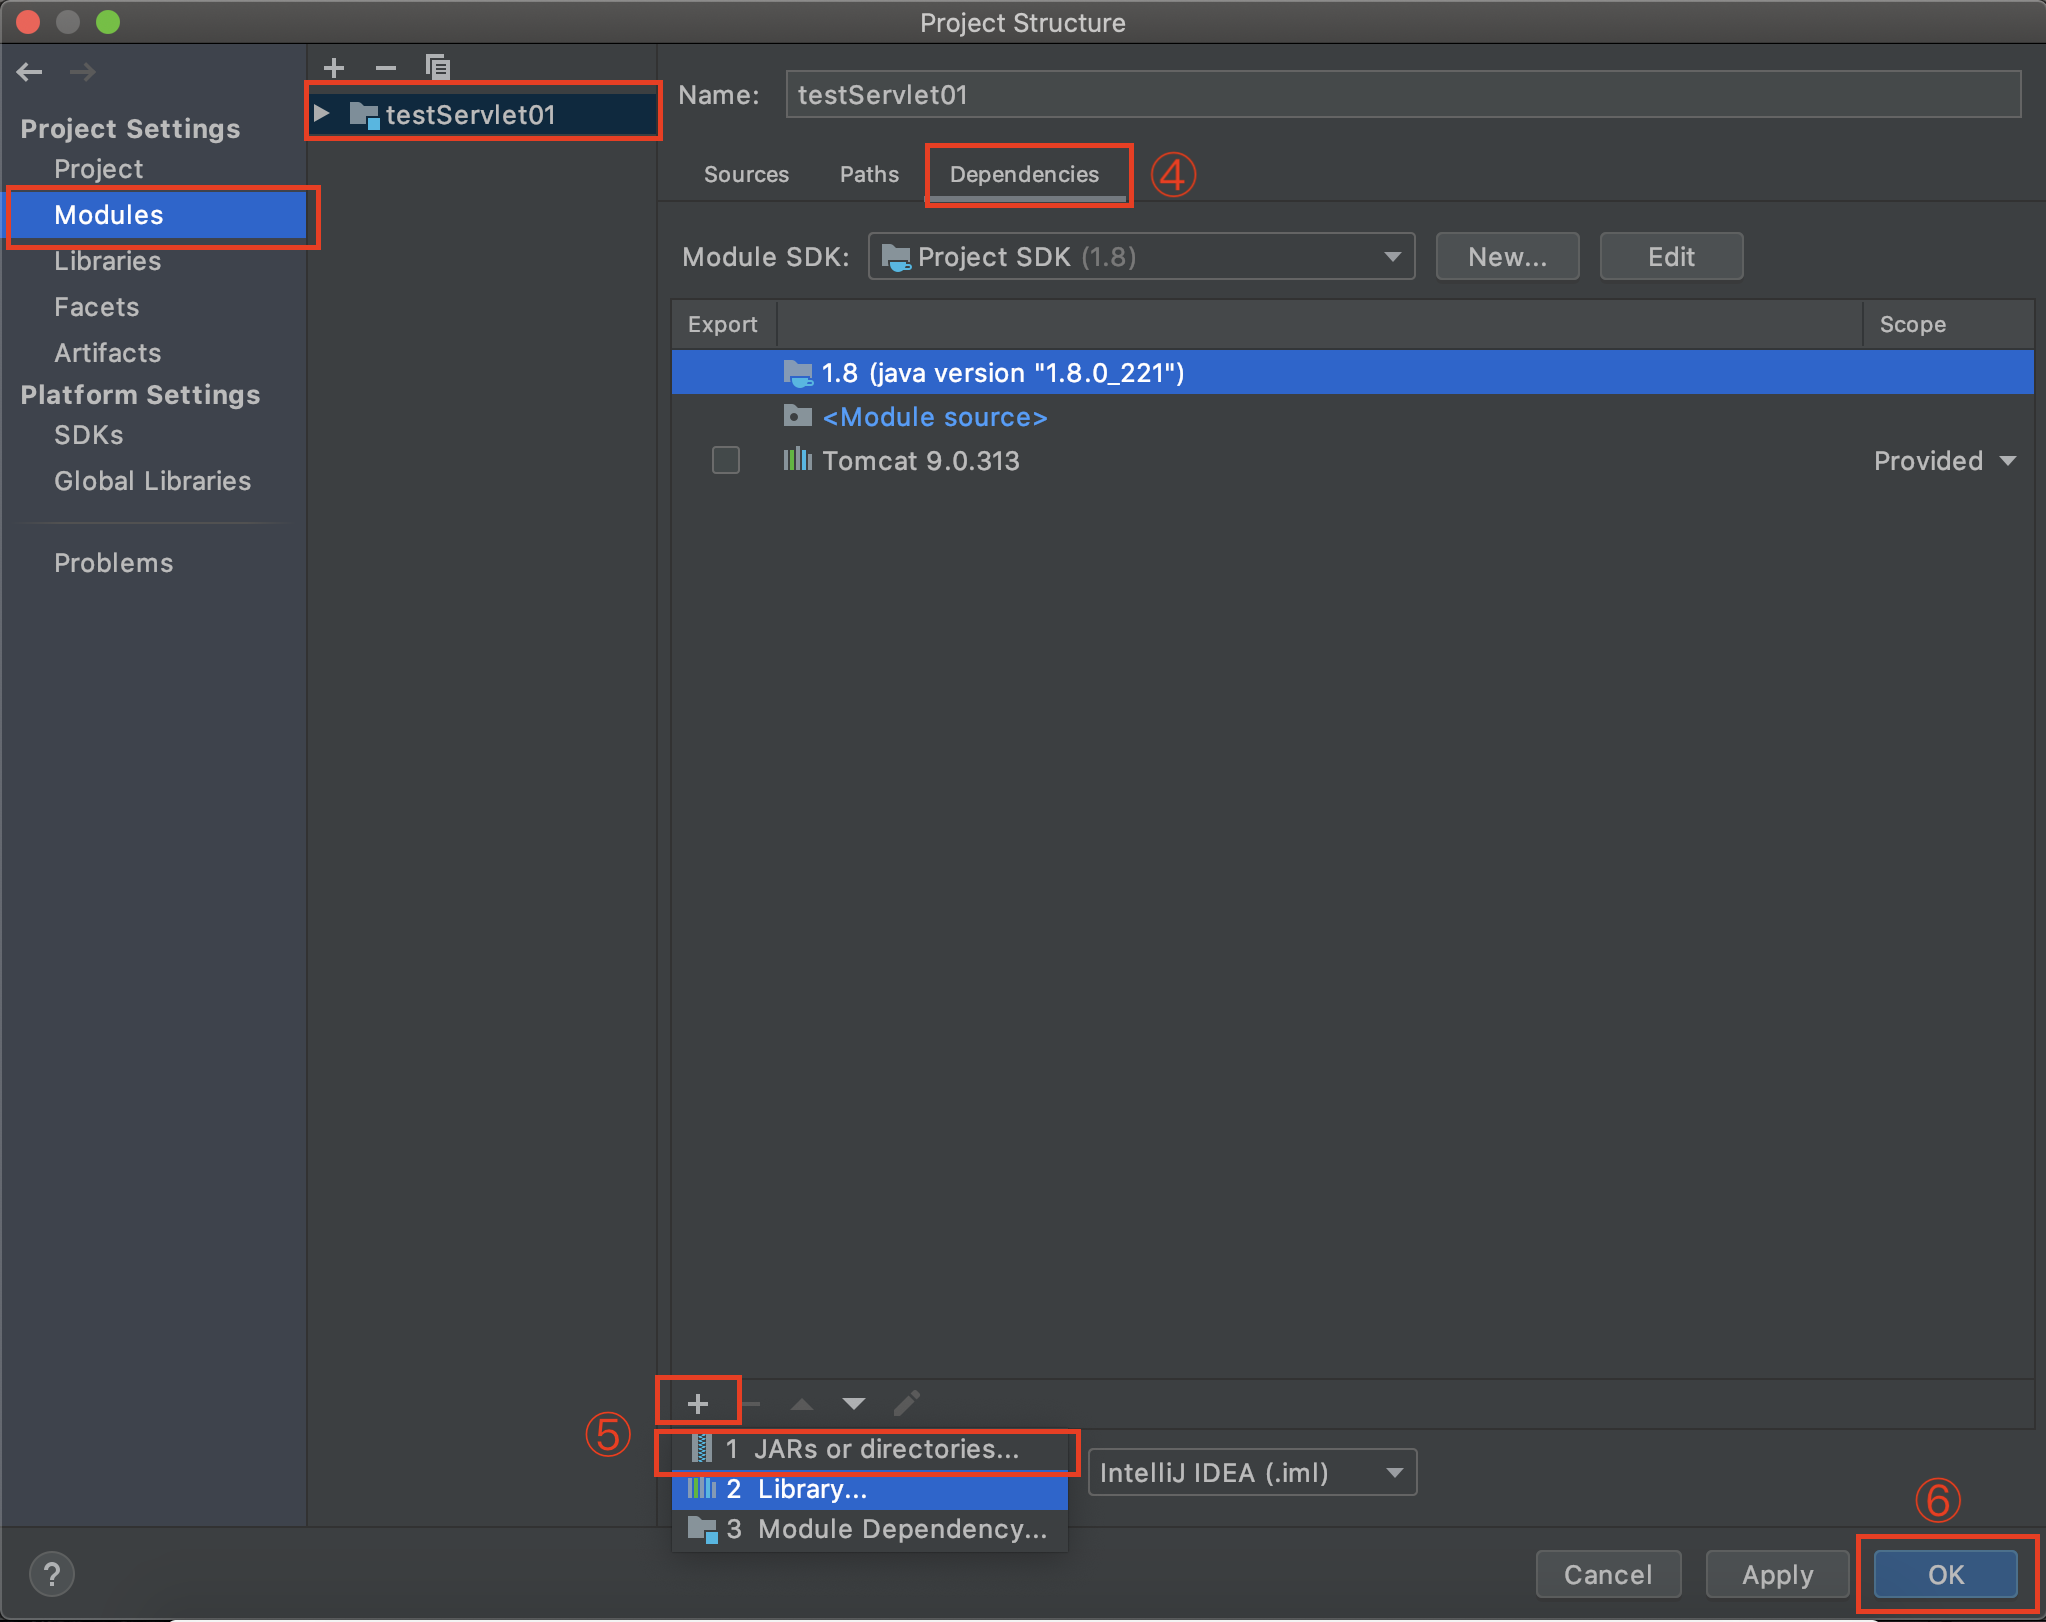 Project Structure
Project Settings
Project
Modules
Libraries
Facets
Artifacts
Platform Settings
SDKs
Global Libraries
Problems
testServlet01
Name: testServlet01
Sources Paths Dependencies ④
Module SDK: Project SDK (1.8) New... Edit
Export Scope
1.8 (java version "1.8.0_221")
<Module source>
Tomcat 9.0.313 Provided
⑤
1 JARs or directories...
2 Library...
3 Module Dependency...
IntelliJ IDEA (.iml)
⑥
? Cancel Apply OK